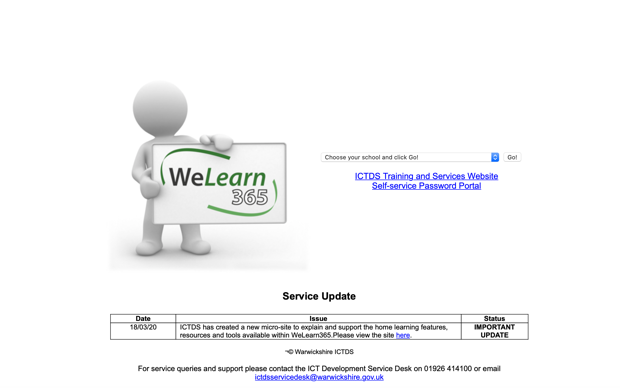 WeLearn
365
Choose your school and click Go!
Go!
ICTDS Training and Services Website
Self-service Password Portal
Service Update
Date Issue Status
18/03/20 ICTDS has created a new micro-site to explain and support the home learning features, IMPORTANT
resources and tools available within WeLearn365.Please view the site here. UPDATE
¬© Warwickshire ICTDS
For service queries and support please contact the ICT Development Service Desk on 01926 414100 or email
ictdsservicedesk@warwickshire.gov.uk